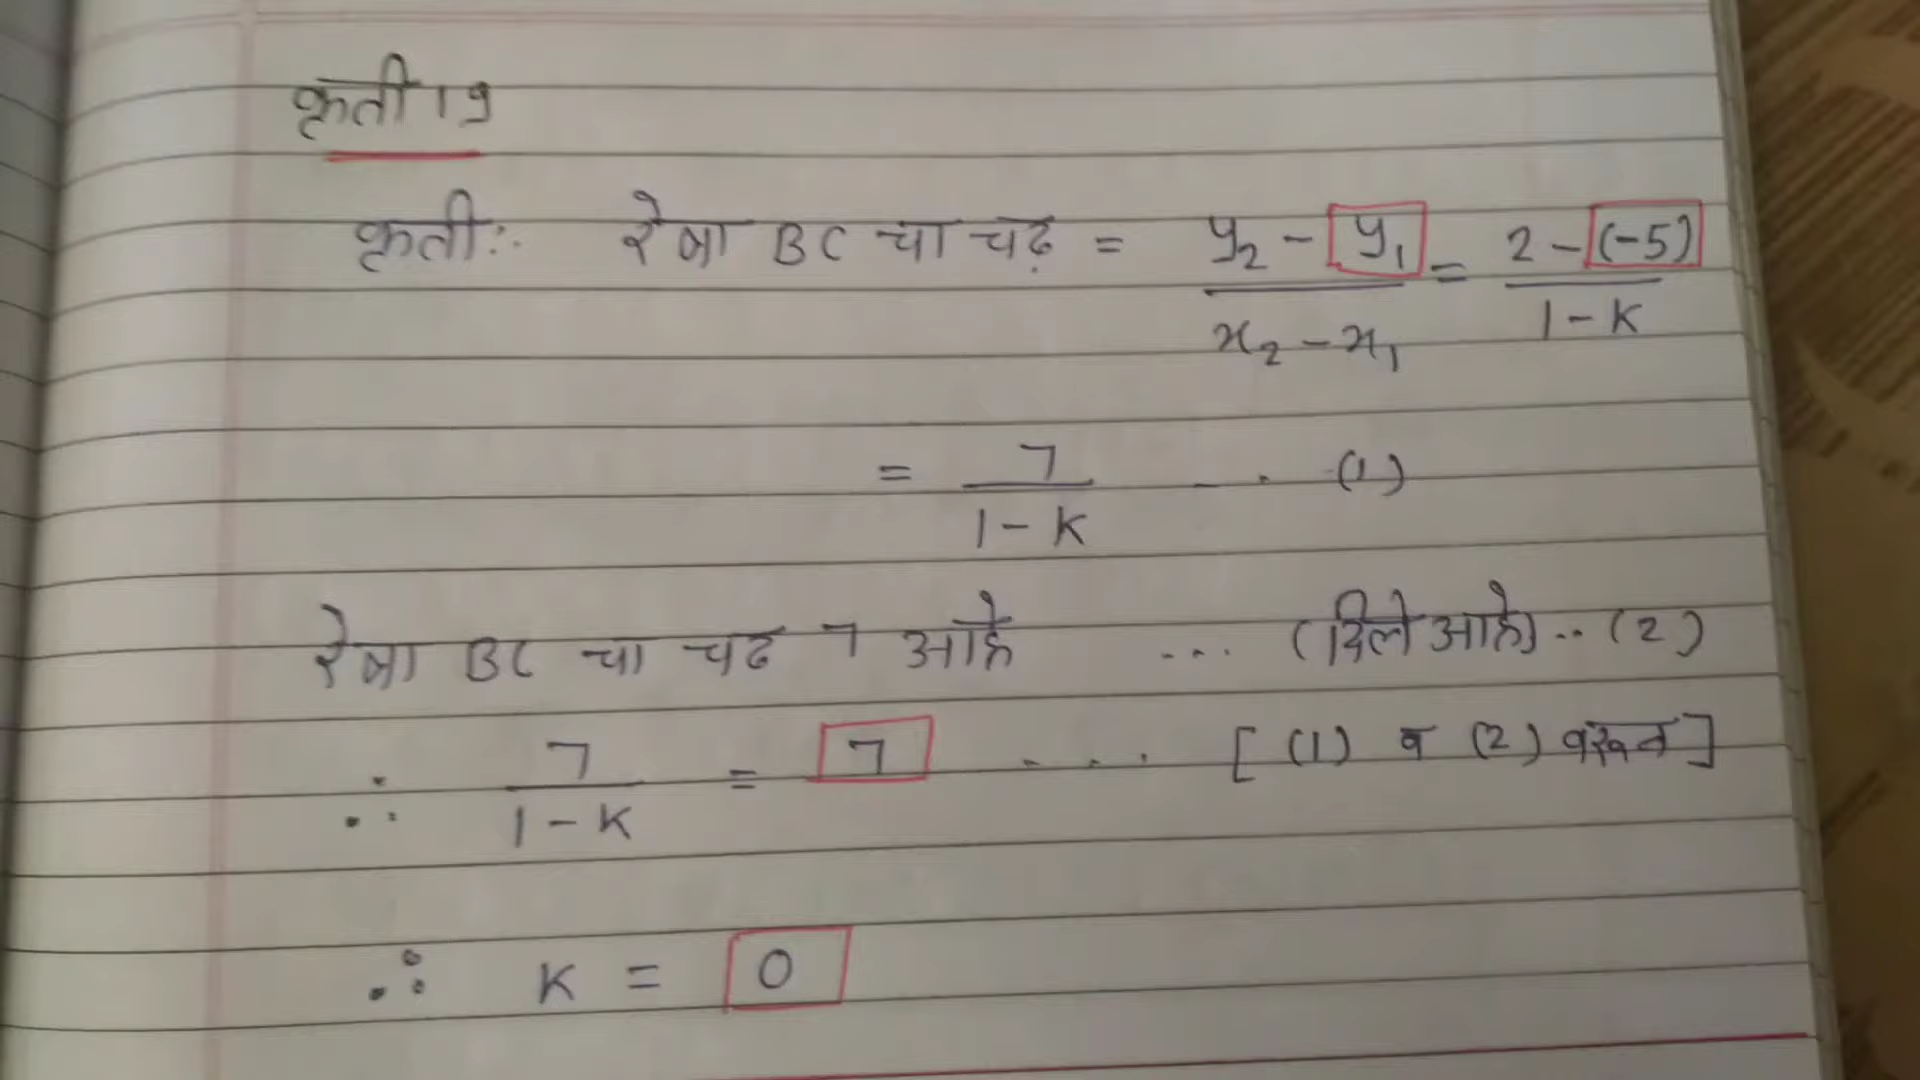 कृती १9
कृती:. रेषा BC चा चढ़ = y₂ - y₁ / x₂ - x₁ = 2 - (-5) / 1 - K
= 7 / 1 - K - . (1)
रेषा BC चा चढ 7 आहे ... (दिले आहे) .. (2)
∴ 7 / 1 - K = 7 . . . [ (1) व (2) वरून ]
∴ K = 0